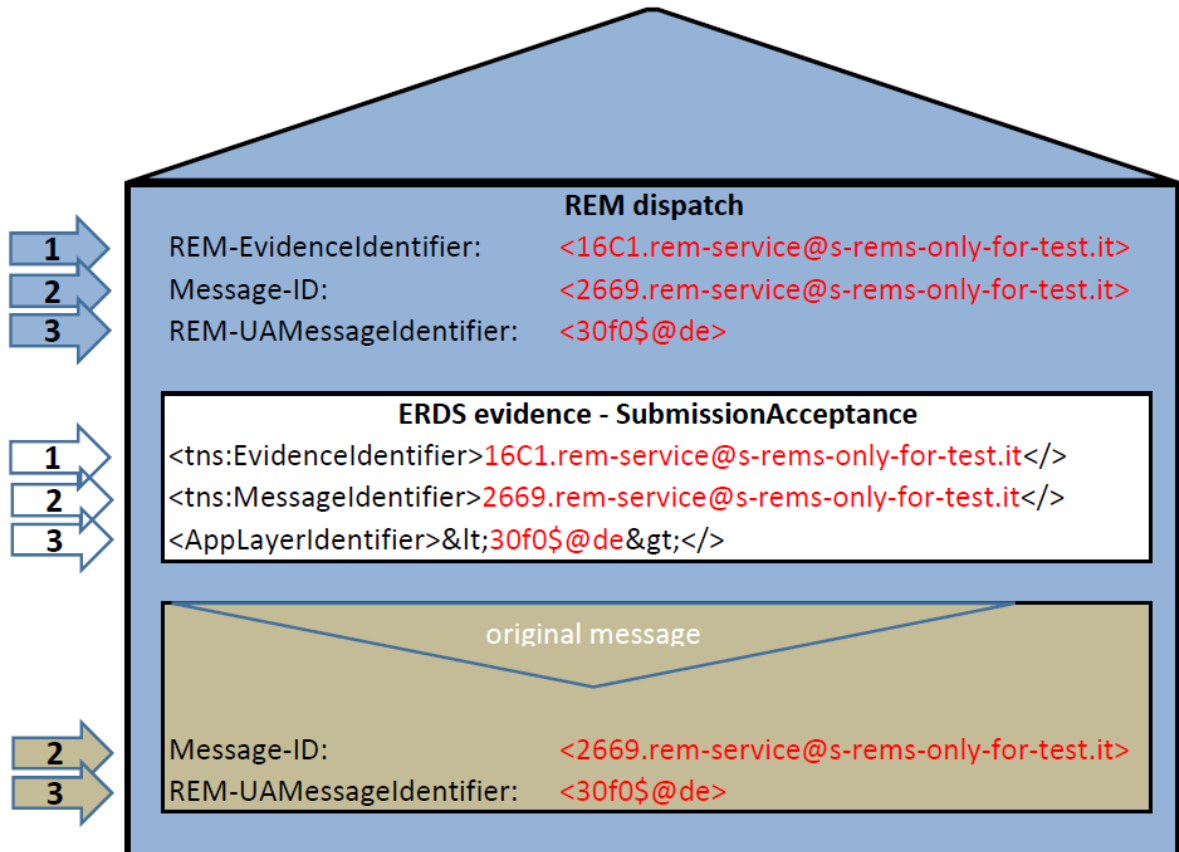 REM dispatch
1 REM-EvidenceIdentifier: <16C1.rem-service@s-rems-only-for-test.it>
2 Message-ID: <2669.rem-service@s-rems-only-for-test.it>
3 REM-UAMessageIdentifier: <30f0$@de>
ERDS evidence - SubmissionAcceptance
1 <tns:EvidenceIdentifier>16C1.rem-service@s-rems-only-for-test.it</>
2 <tns:MessageIdentifier>2669.rem-service@s-rems-only-for-test.it</>
3 <AppLayerIdentifier>&lt;30f0$@de&gt;</>
original message
2 Message-ID: <2669.rem-service@s-rems-only-for-test.it>
3 REM-UAMessageIdentifier: <30f0$@de>